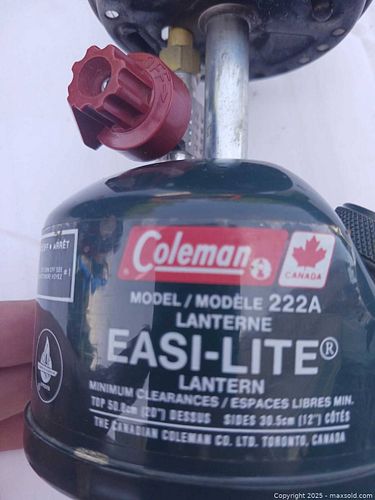 Coleman
CANADA
MODEL / MODÈLE 222A
LANTERNE
EASI-LITE®
LANTERN
MINIMUM CLEARANCES / ESPACES LIBRES MIN.
TOP 50.8cm (20") DESSUS SIDES 30.5cm (12") CÔTÉS
THE CANADIAN COLEMAN CO. LTD. TORONTO, CANADA
ARRÊT
Copyright 2025 - maxsold.com